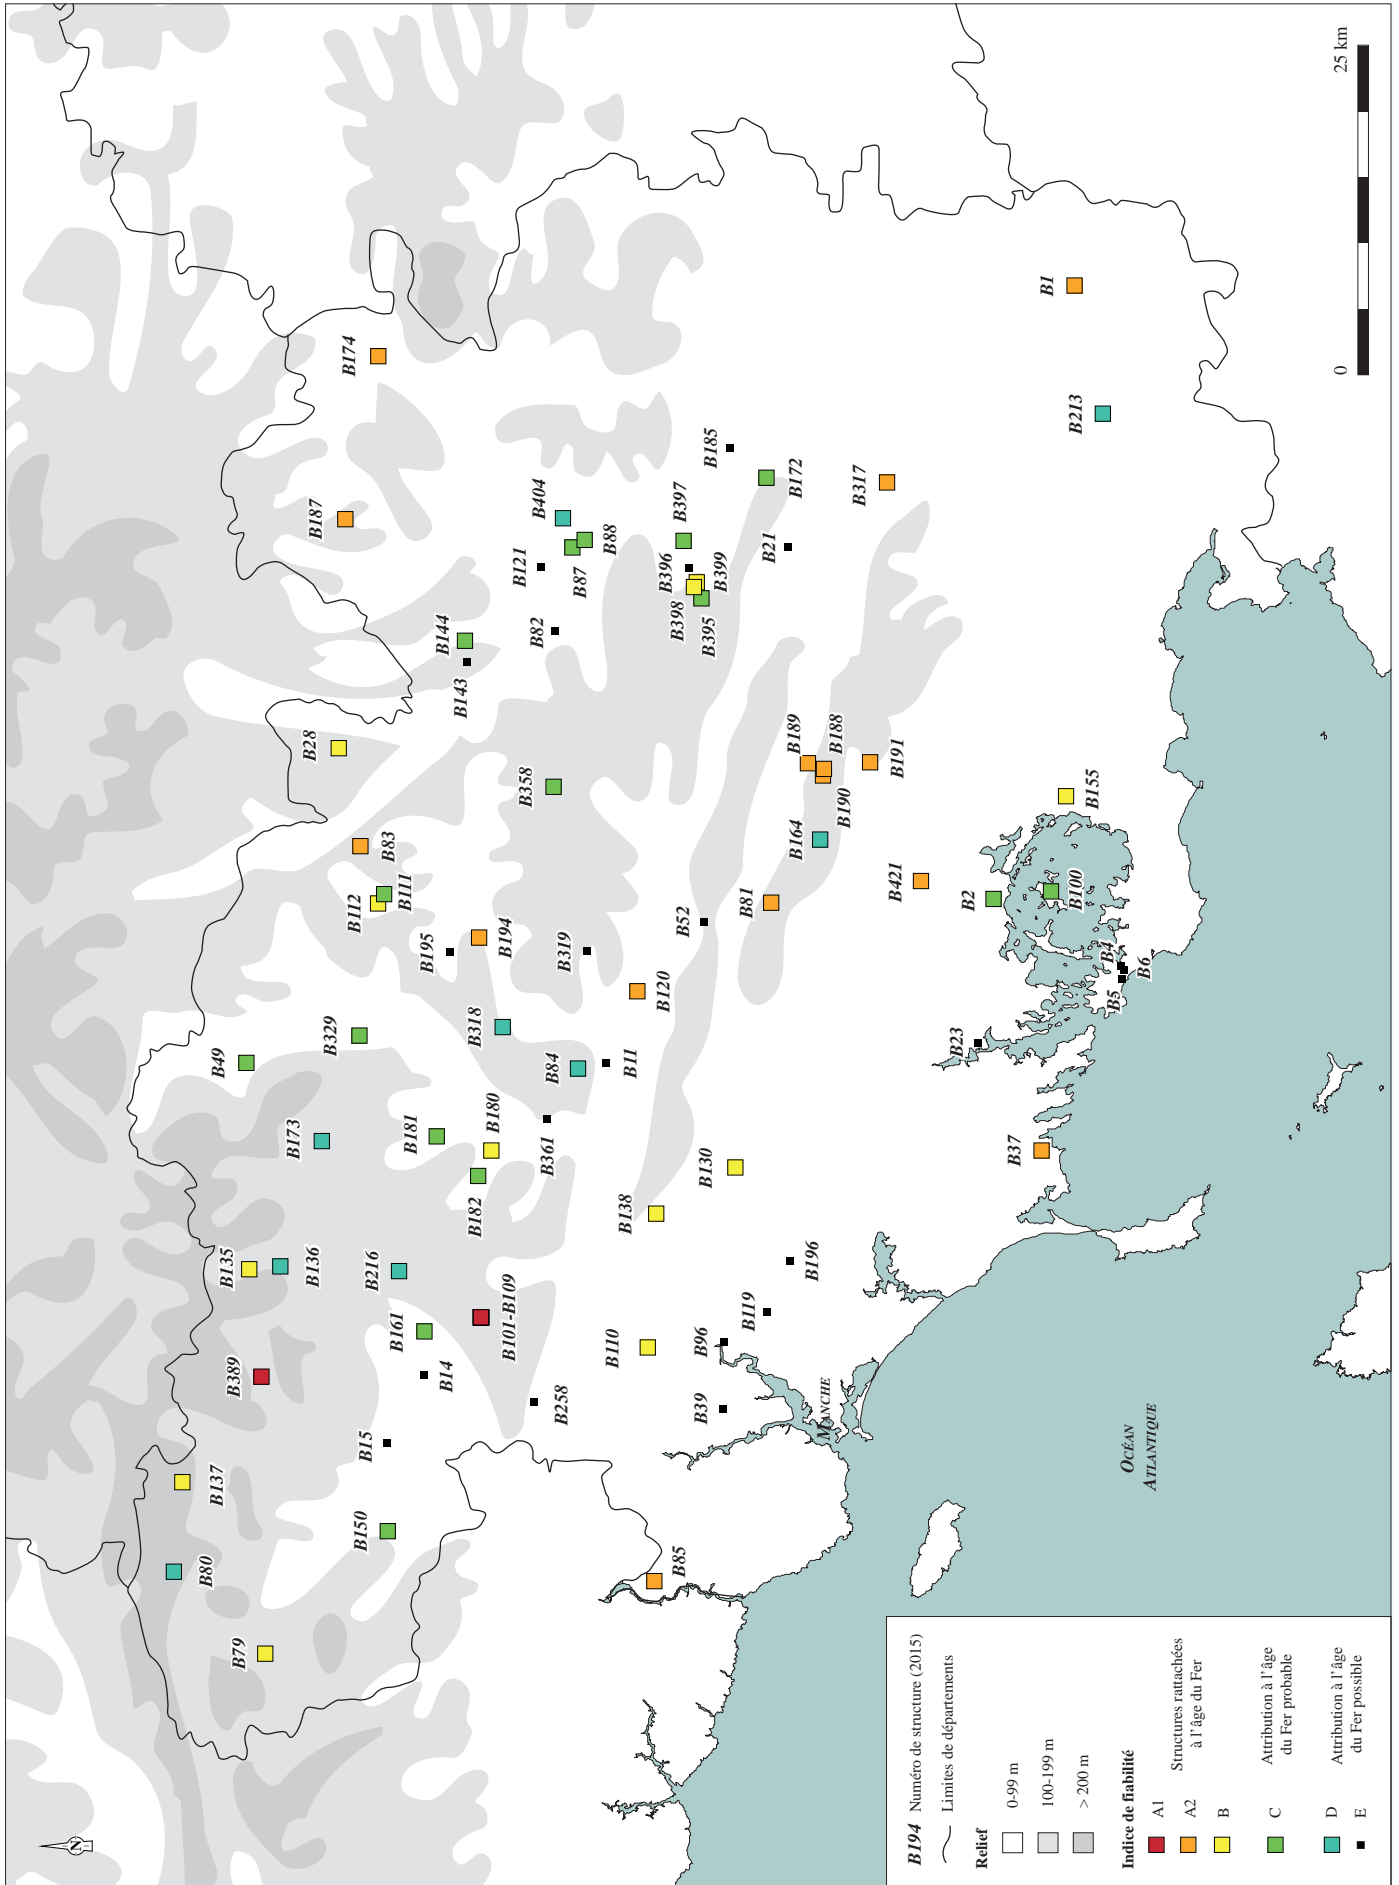 B80
B137
B79
B150
B15
B389
B14
B161
B135
B136
B216
B101-B109
B258
B85
B173
B49
B329
B181
B182
B180
B361
B318
B84
B11
B195
B194
B319
B120
B112
B111
B83
B28
B358
B143
B144
B82
B121
B87
B88
B404
B187
B174
B138
B130
B110
B96
B119
B196
B39
B52
B81
B164
B190
B188
B189
B191
B421
B398
B395
B396
B399
B397
B21
B172
B185
B317
B213
B1
B2
B100
B155
B4
B5
B6
B23
B37
MANCHE
OCÉAN
ATLANTIQUE
N
B194 Numéro de structure (2015)
Limites de départements
Relief
0-99 m
100-199 m
> 200 m
Indice de fiabilité
A1
A2
B
Structures rattachées
à l'âge du Fer
C
Attribution à l'âge
du Fer probable
D
Attribution à l'âge
du Fer possible
E
0
25 km